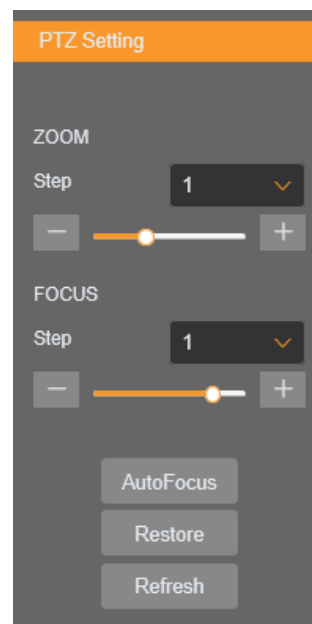 PTZ Setting
ZOOM
Step 1
− +
FOCUS
Step 1
− +
AutoFocus
Restore
Refresh